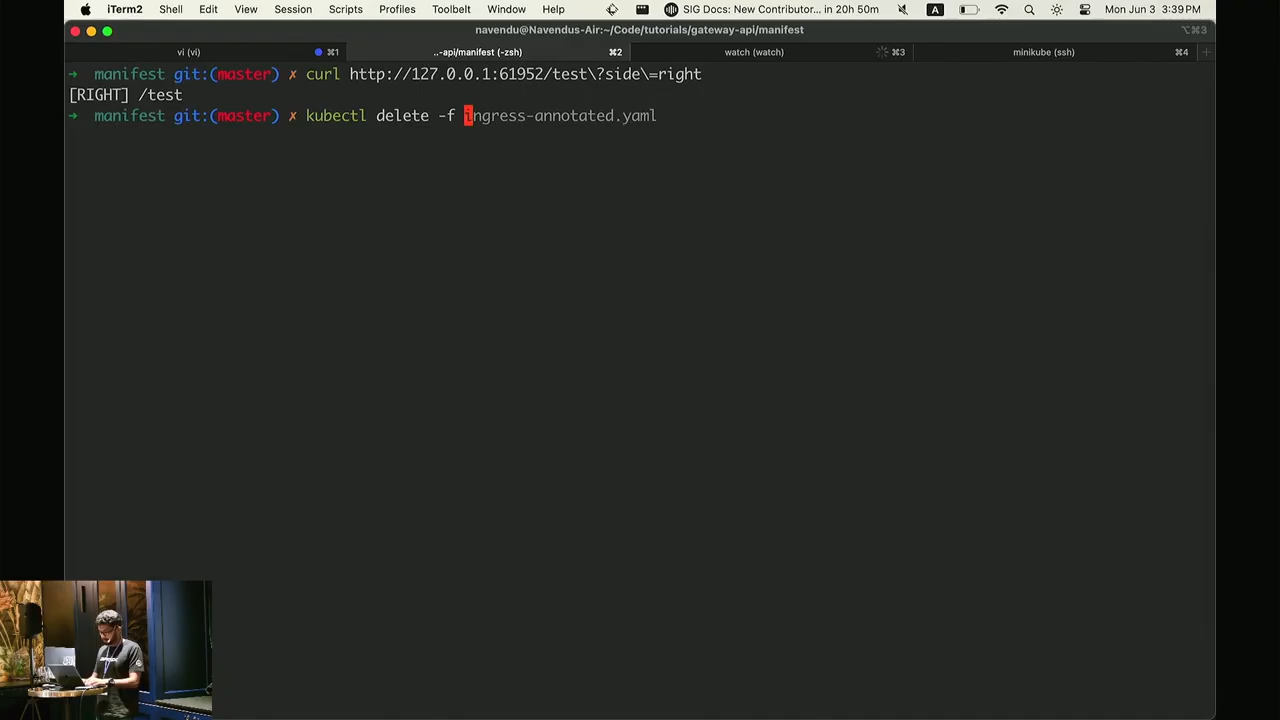 iTerm2 Shell Edit View Session Scripts Profiles Toolbelt Window Help SIG Docs: New Contributor... in 20h 50m A Mon Jun 3 3:39 PM
navendu@Navendus-Air:~/Code/tutorials/gateway-api/manifest ⌥⌘3
vi (vi) ⌘1 ..-api/manifest (-zsh) ⌘2 watch (watch) ⌘3 minikube (ssh) ⌘4 +
➜ manifest git:(master) ✗ curl http://127.0.0.1:61952/test\?side\=right
[RIGHT] /test
➜ manifest git:(master) ✗ kubectl delete -f ingress-annotated.yaml